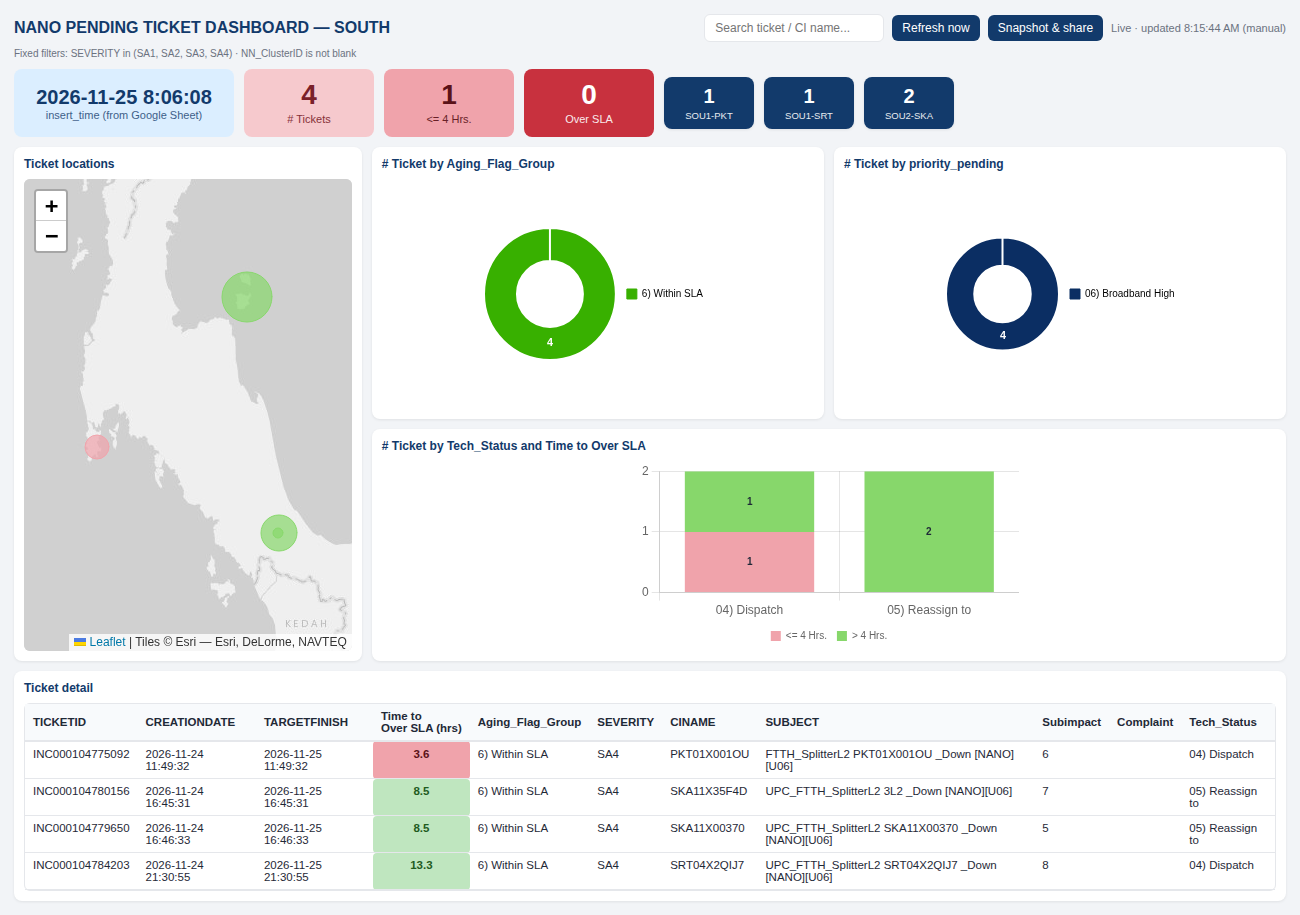 NANO PENDING TICKET DASHBOARD — SOUTH
Search ticket / CI name...
Refresh now
Snapshot & share
Live · updated 8:15:44 AM (manual)
Fixed filters: SEVERITY in (SA1, SA2, SA3, SA4) · NN_ClusterID is not blank
2026-11-25 8:06:08
insert_time (from Google Sheet)
4
# Tickets
1
<= 4 Hrs.
0
Over SLA
1
SOU1-PKT
1
SOU1-SRT
2
SOU2-SKA
Ticket locations
+
−
KEDAH
Leaflet | Tiles © Esri — Esri, DeLorme, NAVTEQ
# Ticket by Aging_Flag_Group
4
6) Within SLA
# Ticket by priority_pending
4
06) Broadband High
# Ticket by Tech_Status and Time to Over SLA
2
1
0
1
1
2
04) Dispatch
05) Reassign to
<= 4 Hrs.
> 4 Hrs.
Ticket detail
TICKETID CREATIONDATE TARGETFINISH Time to Over SLA (hrs) Aging_Flag_Group SEVERITY CINAME SUBJECT Subimpact Complaint Tech_Status
INC000104775092 2026-11-24 11:49:32 2026-11-25 11:49:32 3.6 6) Within SLA SA4 PKT01X001OU FTTH_SplitterL2 PKT01X001OU _Down [NANO][U06] 6 04) Dispatch
INC000104780156 2026-11-24 16:45:31 2026-11-25 16:45:31 8.5 6) Within SLA SA4 SKA11X35F4D UPC_FTTH_SplitterL2 3L2 _Down [NANO][U06] 7 05) Reassign to
INC000104779650 2026-11-24 16:46:33 2026-11-25 16:46:33 8.5 6) Within SLA SA4 SKA11X00370 UPC_FTTH_SplitterL2 SKA11X00370 _Down [NANO][U06] 5 05) Reassign to
INC000104784203 2026-11-24 21:30:55 2026-11-25 21:30:55 13.3 6) Within SLA SA4 SRT04X2QIJ7 UPC_FTTH_SplitterL2 SRT04X2QIJ7 _Down [NANO][U06] 8 04) Dispatch